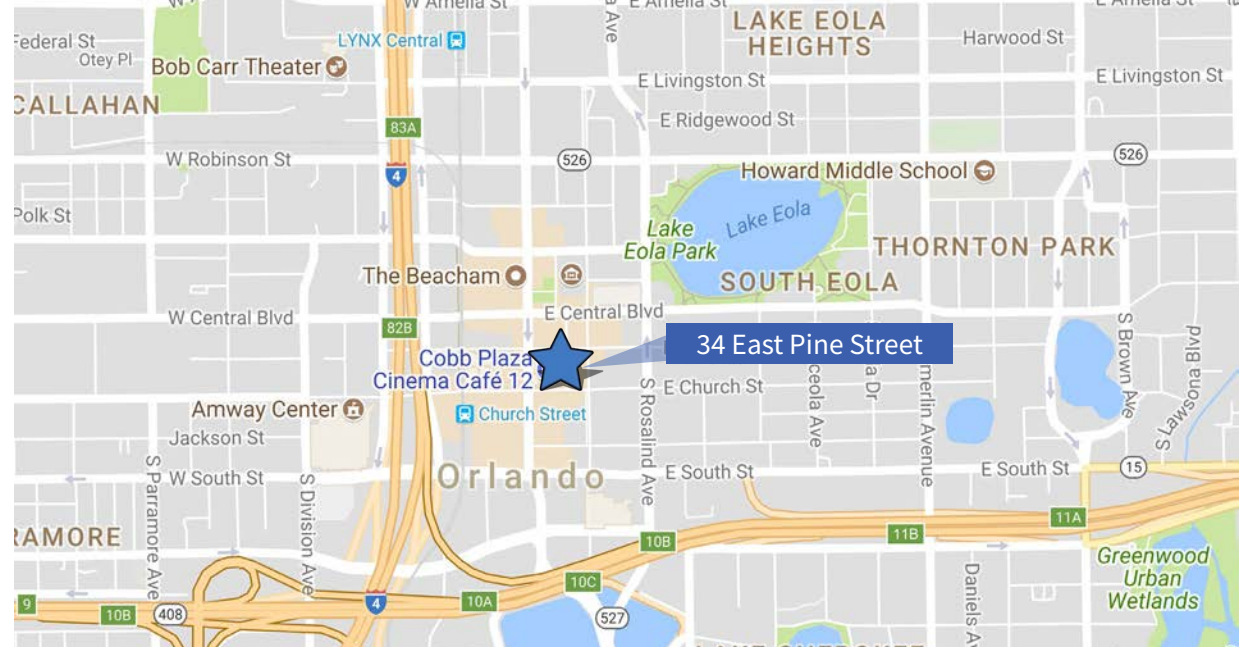 W Amelia St
E Amelia St
E Amelia St
LAKE EOLA
HEIGHTS
Federal St
Otey Pl
LYNX Central
Harwood St
Bob Carr Theater
E Livingston St
E Livingston St
CALLAHAN
E Ridgewood St
83A
W Robinson St
526
526
4
Howard Middle School
Polk St
Lake Eola
Lake
Eola Park
THORNTON PARK
The Beacham
SOUTH EOLA
W Central Blvd
E Central Blvd
82B
34 East Pine Street
S Brown Ave
Cobb Plaza
Cinema Café 12
E Church St
S Rosalind Ave
Amway Center
Church Street
S Lawsona Blvd
Jackson St
W South St
Orlando
E South St
E South St
15
S Parramore Ave
S Division Ave
11A
11B
10B
10C
Greenwood
Urban
Wetlands
9
10B
408
4
10A
527